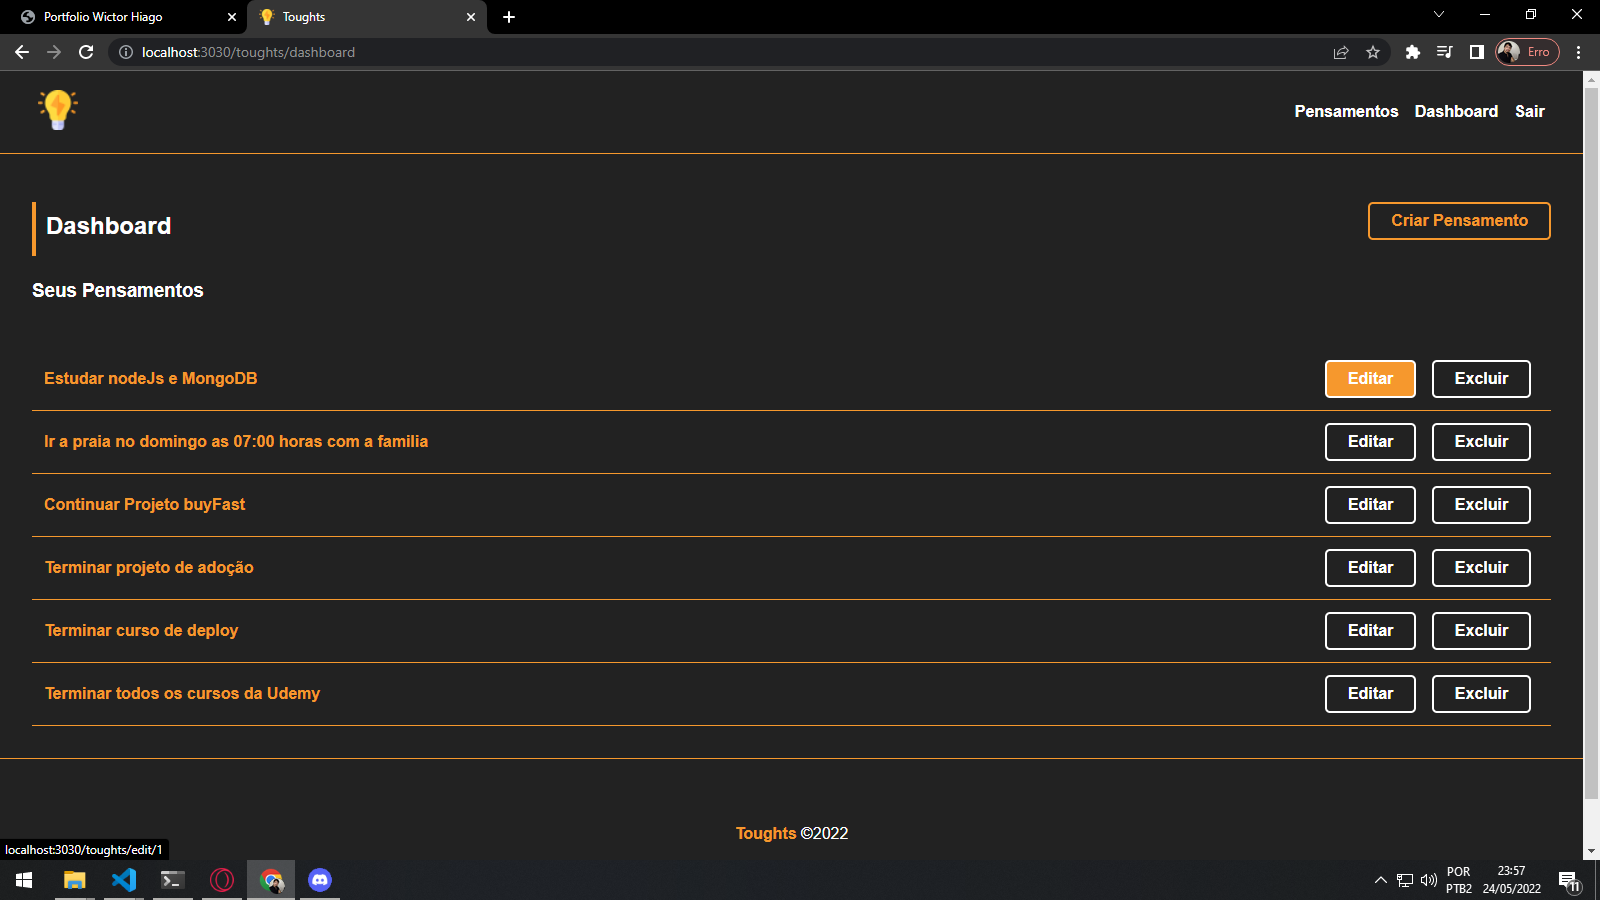 Portfolio Wictor Hiago
Toughts
localhost:3030/toughts/dashboard
Erro
Pensamentos Dashboard Sair
Dashboard
Criar Pensamento
Seus Pensamentos
Estudar nodeJs e MongoDB Editar Excluir
Ir a praia no domingo as 07:00 horas com a familia Editar Excluir
Continuar Projeto buyFast Editar Excluir
Terminar projeto de adoção Editar Excluir
Terminar curso de deploy Editar Excluir
Terminar todos os cursos da Udemy Editar Excluir
Toughts ©2022
localhost:3030/toughts/edit/1
POR 23:57
PTB2 24/05/2022
11